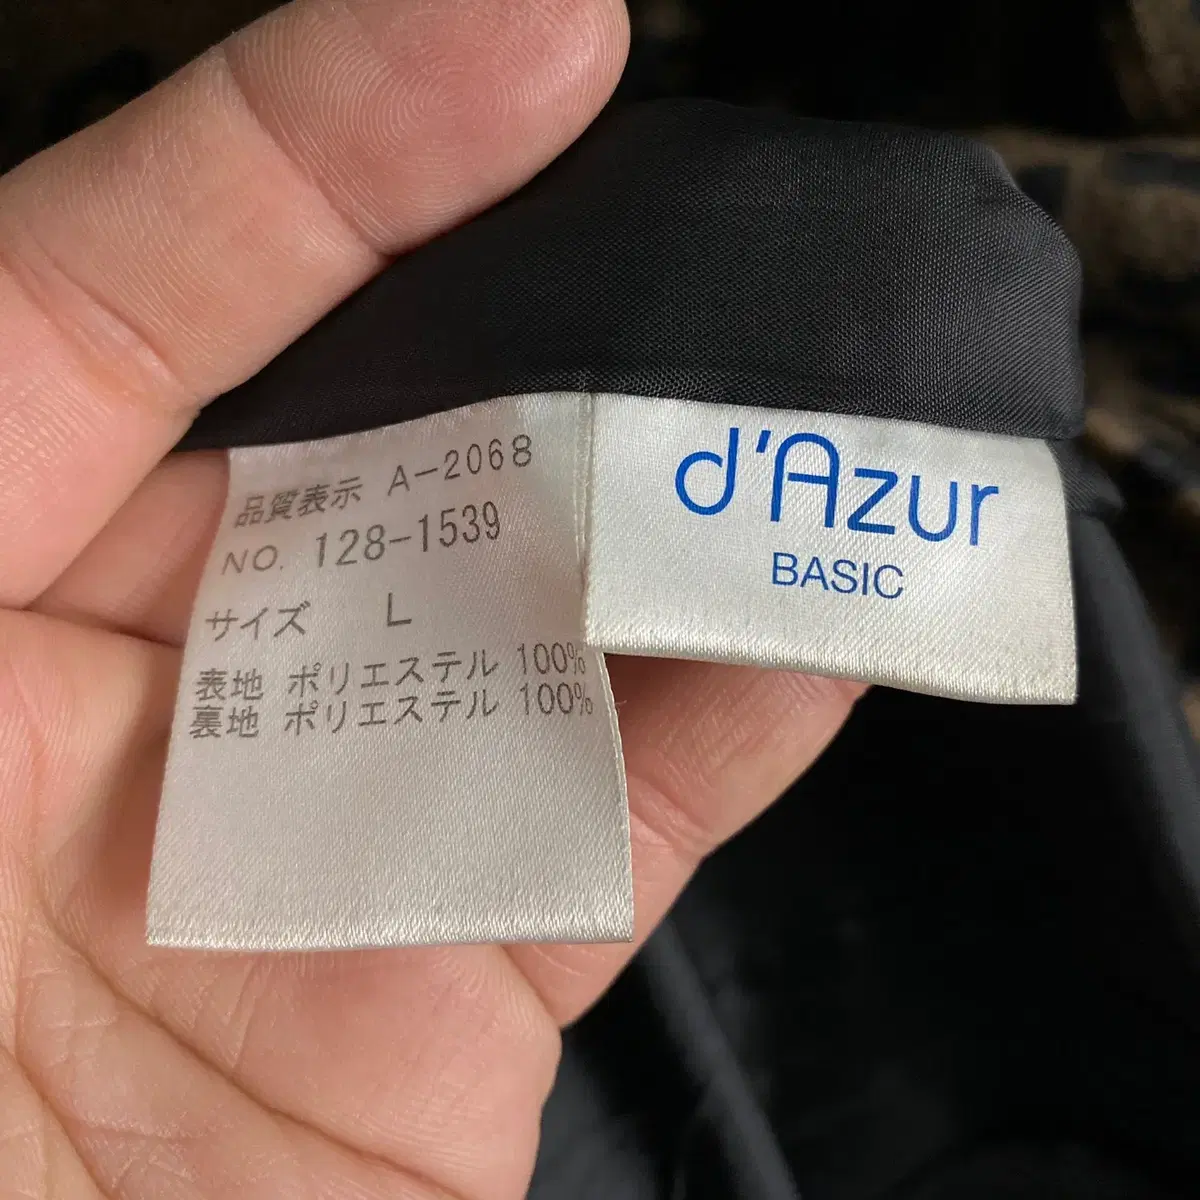 品質表示 A-2068
NO. 128-1539
サイズ L
表地 ポリエステル 100%
裏地 ポリエステル 100%
d'Azur
BASIC